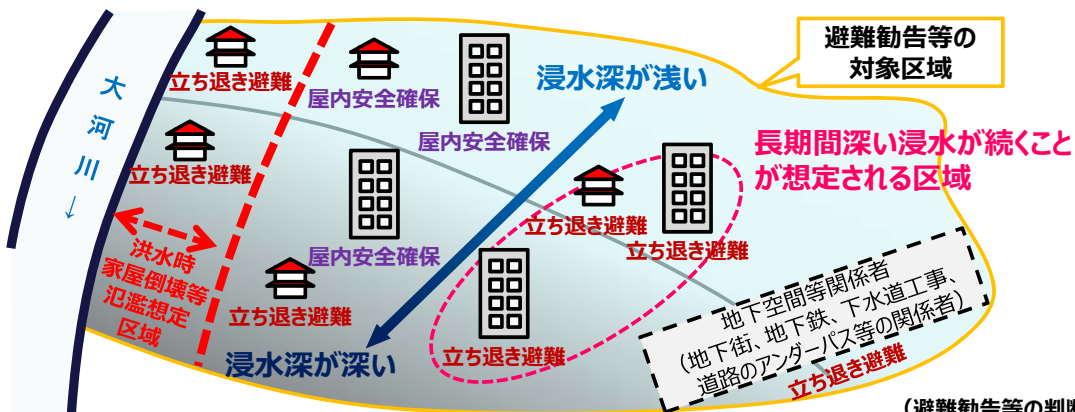 避難勧告等の
対象区域
大河川→
立ち退き避難
屋内安全確保
屋内安全確保
浸水深が浅い
立ち退き避難
長期間深い浸水が続くこと
が想定される区域
屋内安全確保
立ち退き避難
立ち退き避難
洪水時
家屋倒壊等
氾濫想定
区域
立ち退き避難
浸水深が深い
立ち退き避難
地下空間等関係者
(地下街、地下鉄、下水道工事、
道路のアンダーパス等の関係者)
立ち退き避難
(避難勧告等の判断